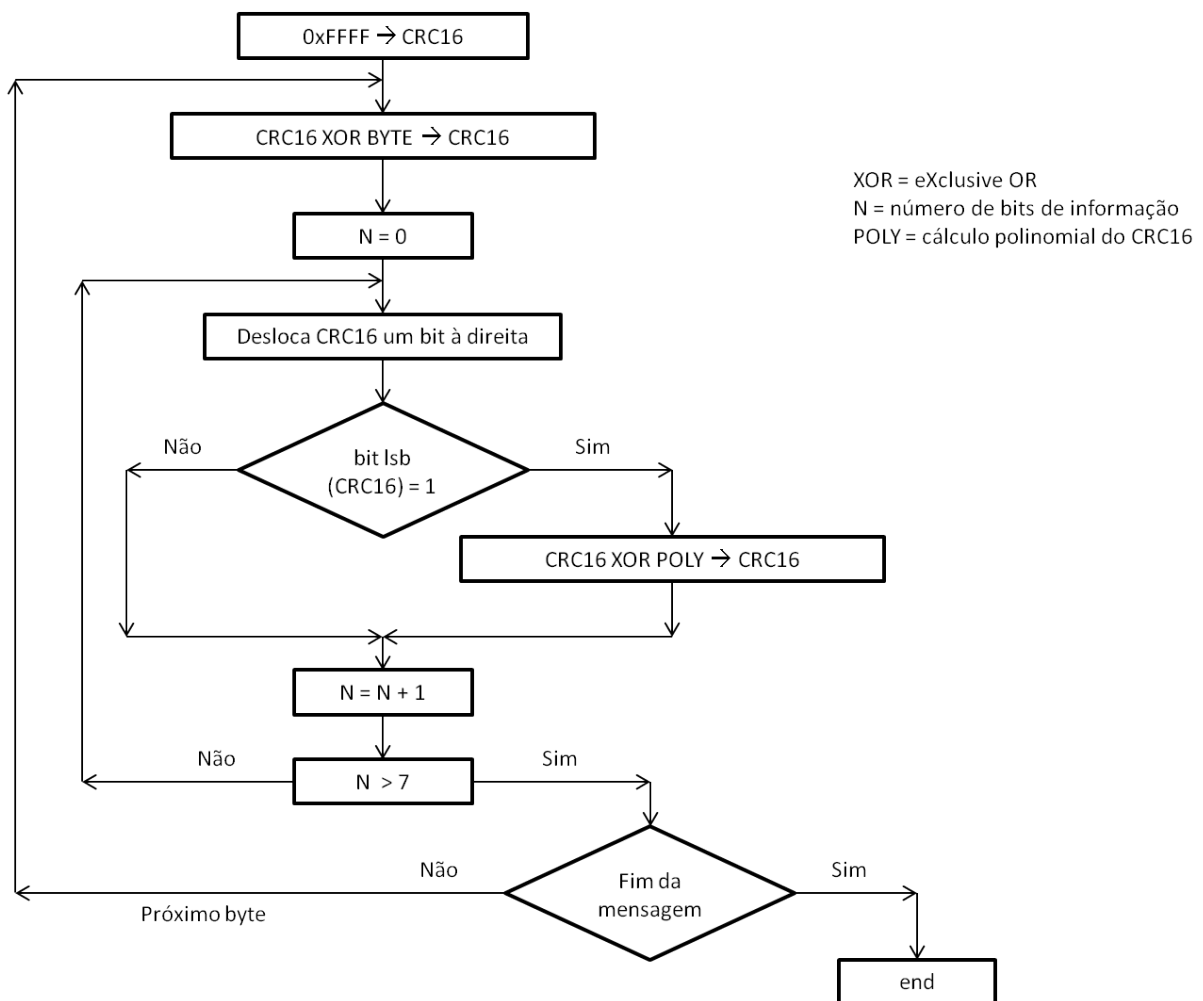 0xFFFF → CRC16
CRC16 XOR BYTE → CRC16
XOR = eXclusive OR
N = número de bits de informação
POLY = cálculo polinomial do CRC16
N = 0
Desloca CRC16 um bit à direita
Não
Sim
bit lsb
(CRC16) = 1
CRC16 XOR POLY → CRC16
N = N + 1
Não
Sim
N > 7
Não
Sim
Fim da
mensagem
Próximo byte
end